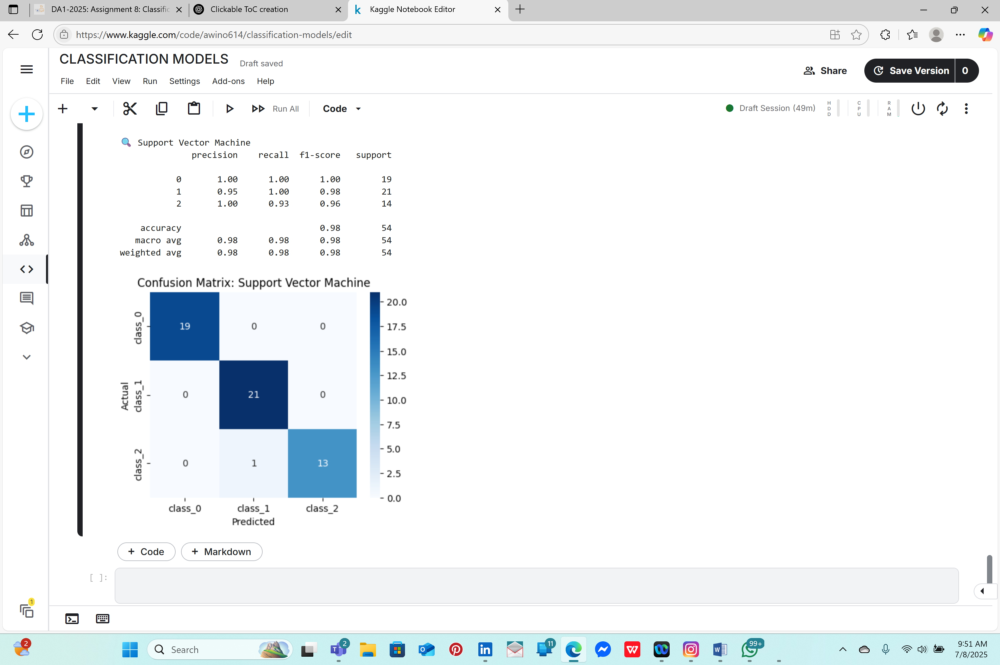 DA1-2025: Assignment 8: Classific
Clickable ToC creation
Kaggle Notebook Editor
https://www.kaggle.com/code/awino614/classification-models/edit
CLASSIFICATION MODELS
Draft saved
File Edit View Run Settings Add-ons Help
Share
Save Version 0
Run All
Code
Draft Session (49m)
HDD
CPU
RAM
Support Vector Machine
precision recall f1-score support
0 1.00 1.00 1.00 19
1 0.95 1.00 0.98 21
2 1.00 0.93 0.96 14
accuracy 0.98 54
macro avg 0.98 0.98 0.98 54
weighted avg 0.98 0.98 0.98 54
Confusion Matrix: Support Vector Machine
class_0
19 0 0
Actual
class_1
0 21 0
class_2
0 1 13
class_0 class_1 class_2
Predicted
20.0
17.5
15.0
12.5
10.0
7.5
5.0
2.5
0.0
+ Code
+ Markdown
[ ]:
1
2
Search
2
11
99+
9:51 AM
7/8/2025